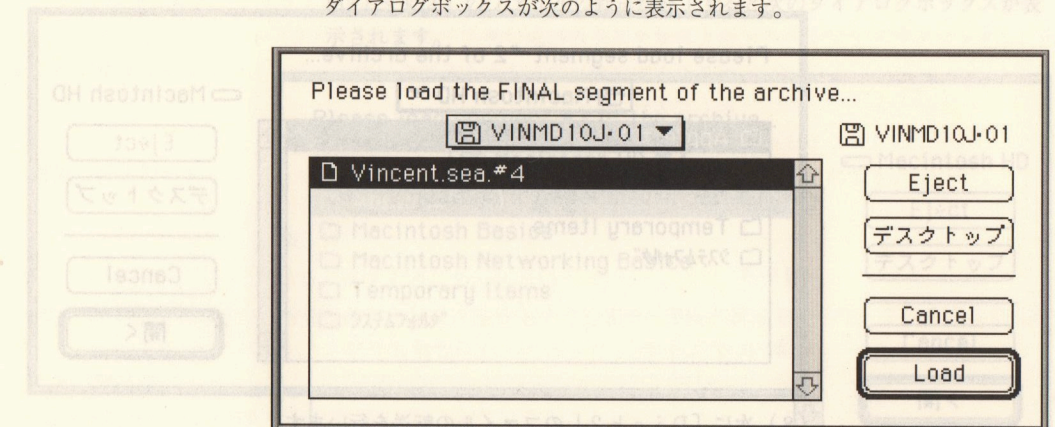 ダイアログボックスが次のように表示されます。
Please load the FINAL segment of the archive...
VINMD10J・01 ▼
VINMD10J・01
Vincent.sea.#4
Eject
デスクトップ
Cancel
Load